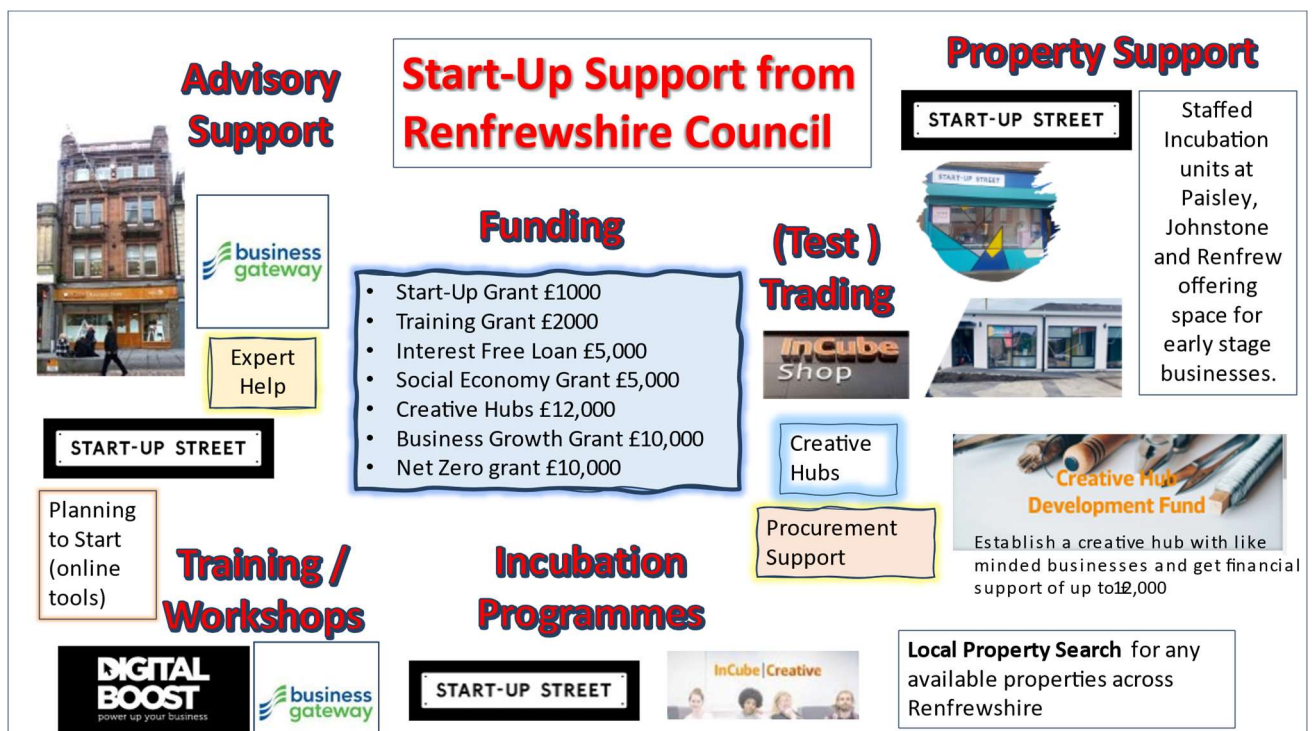 Start-Up Support from
Renfrewshire Council
Advisory
Support
business
gateway
Expert
Help
START-UP STREET
Planning
to Start
(online
tools)
Funding
• Start-Up Grant £1000
• Training Grant £2000
• Interest Free Loan £5,000
• Social Economy Grant £5,000
• Creative Hubs £12,000
• Business Growth Grant £10,000
• Net Zero grant £10,000
(Test )
Trading
InCube
Shop
Creative
Hubs
Procurement
Support
Property Support
START-UP STREET
START-UP STREET
Staffed
Incubation
units at
Paisley,
Johnstone
and Renfrew
offering
space for
early stage
businesses.
Creative Hub
Development Fund
Establish a creative hub with like
minded businesses and get financial
support of up to £12,000
Training /
Workshops
DIGITAL
BOOST
power up your business
business
gateway
Incubation
Programmes
START-UP STREET
InCube|Creative
Local Property Search for any
available properties across
Renfrewshire